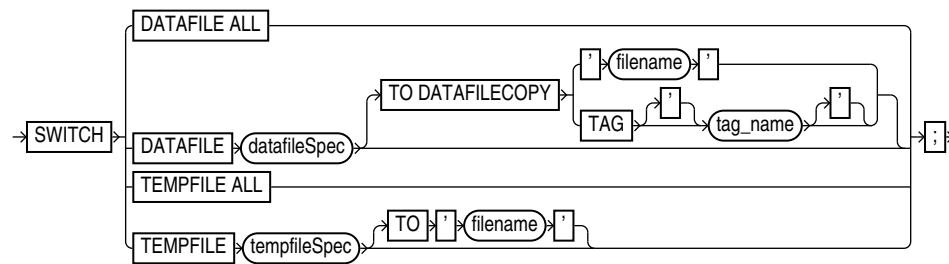 DATAFILE ALL
' filename '
TO DATAFILECOPY
' '
TAG tag_name
SWITCH ;
DATAFILE datafileSpec
TEMPFILE ALL
TO ' filename '
TEMPFILE tempfileSpec